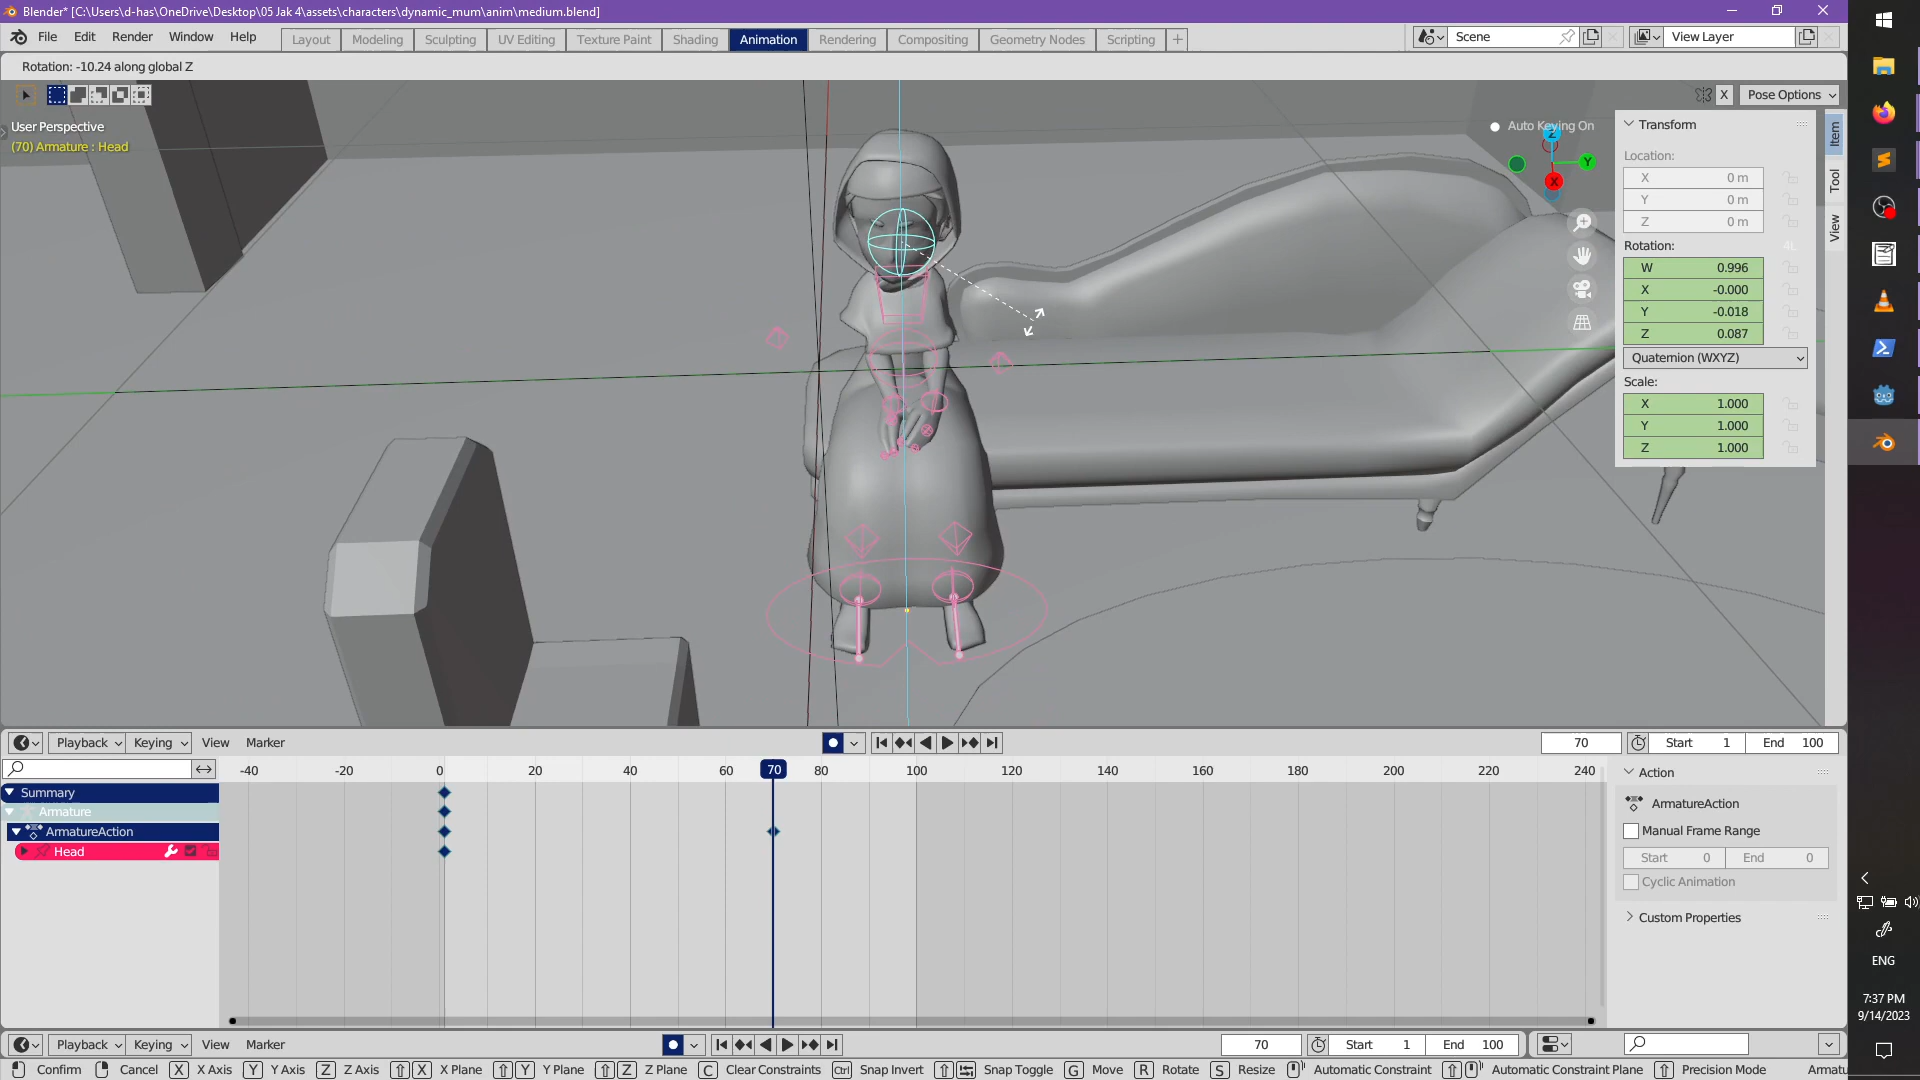 Blender* [C:\Users\d-has\OneDrive\Desktop\05 Jak 4\assets\characters\dynamic_mum\anim\medium.blend]
File Edit Render Window Help Layout Modeling Sculpting UV Editing Texture Paint Shading Animation Rendering Compositing Geometry Nodes Scripting + Scene View Layer
Rotation: -10.24 along global Z
X Pose Options
User Perspective
(70) Armature : Head
Auto Keying On
Z
Y
X
Transform
Location:
X 0 m
Y 0 m
Z 0 m
Rotation: 4L
W 0.996
X -0.000
Y -0.018
Z 0.087
Quaternion (WXYZ)
Scale:
X 1.000
Y 1.000
Z 1.000
Item
Tool
View
Playback Keying View Marker 70 Start 1 End 100
-40 -20 0 20 40 60 70 80 100 120 140 160 180 200 220 240
Summary
Armature
ArmatureAction
Head
Action
ArmatureAction
Manual Frame Range
Start 0 End 0
Cyclic Animation
Custom Properties
Playback Keying View Marker 70 Start 1 End 100
Confirm Cancel X X Axis Y Y Axis Z Z Axis X X Plane Y Y Plane Z Z Plane C Clear Constraints Ctrl Snap Invert Snap Toggle G Move R Rotate S Resize Automatic Constraint Automatic Constraint Plane Precision Mode Armatu
ENG
7:37 PM
9/14/2023